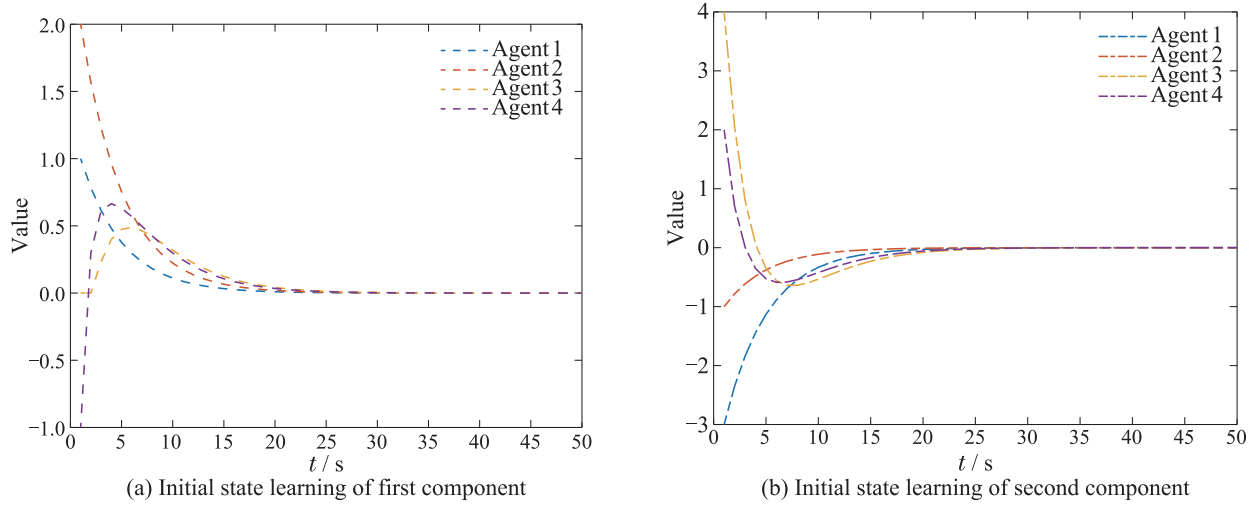 2.0
1.5
1.0
0.5
0.0
−0.5
−1.0
Value
Agent 1
Agent 2
Agent 3
Agent 4
0 5 10 15 20 25 30 35 40 45 50
t / s
(a) Initial state learning of first component
4
3
2
1
0
−1
−2
−3
Value
Agent 1
Agent 2
Agent 3
Agent 4
0 5 10 15 20 25 30 35 40 45 50
t / s
(b) Initial state learning of second component